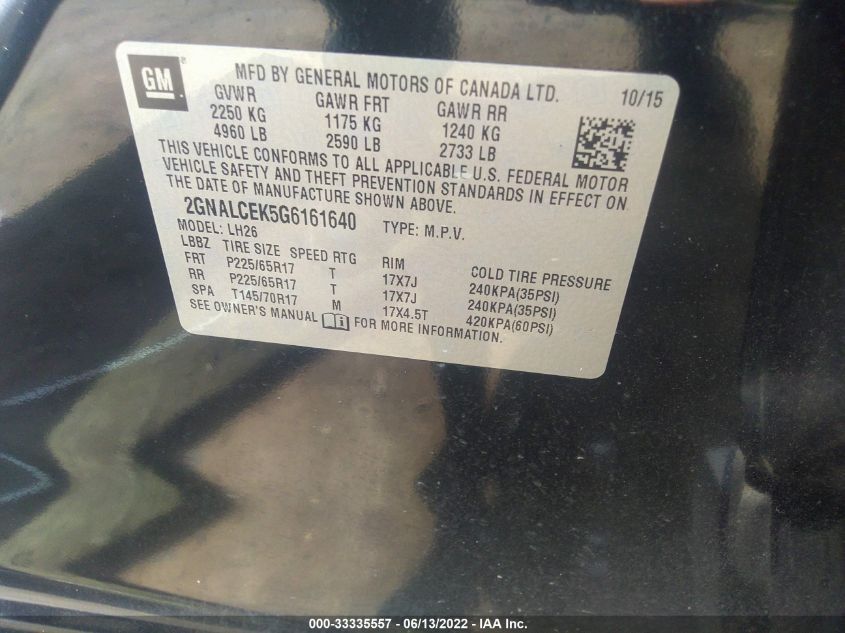 GM
MFD BY GENERAL MOTORS OF CANADA LTD. 10/15
GVWR GAWR FRT GAWR RR
2250 KG 1175 KG 1240 KG
4960 LB 2590 LB 2733 LB
THIS VEHICLE CONFORMS TO ALL APPLICABLE U.S. FEDERAL MOTOR
VEHICLE SAFETY AND THEFT PREVENTION STANDARDS IN EFFECT ON
THE DATE OF MANUFACTURE SHOWN ABOVE.
2GNALCEK5G6161640 TYPE: M.P.V.
MODEL: LH26
LBBZ TIRE SIZE SPEED RTG RIM COLD TIRE PRESSURE
FRT P225/65R17 T 17X7J 240KPA(35PSI)
RR P225/65R17 T 17X7J 240KPA(35PSI)
SPA T145/70R17 M 17X4.5T 420KPA(60PSI)
SEE OWNER'S MANUAL FOR MORE INFORMATION.
000-33335557 - 06/13/2022 - IAA Inc.